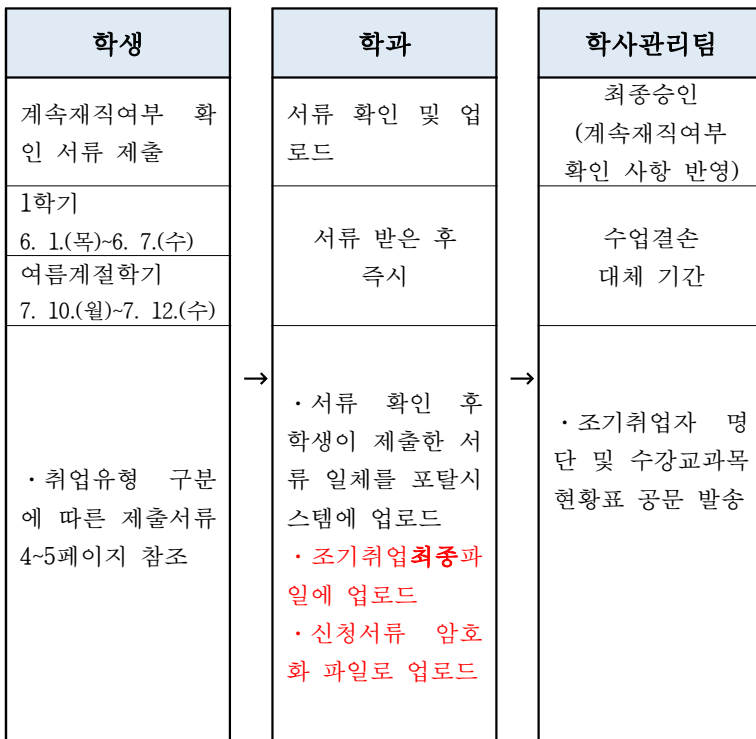 학생
계속재직여부 확
인 서류 제출
1학기
6. 1.(목)~6. 7.(수)
여름계절학기
7. 10.(월)~7. 12.(수)
·취업유형 구분
에 따른 제출서류
4~5페이지 참조
→
학과
서류 확인 및 업
로드
서류 받은 후
즉시
·서류 확인 후
학생이 제출한 서
류 일체를 포탈시
스템에 업로드
·조기취업최종파
일에 업로드
·신청서류 암호
화 파일로 업로드
→
학사관리팀
최종승인
(계속재직여부
확인 사항 반영)
수업결손
대체 기간
·조기취업자 명
단 및 수강교과목
현황표 공문 발송